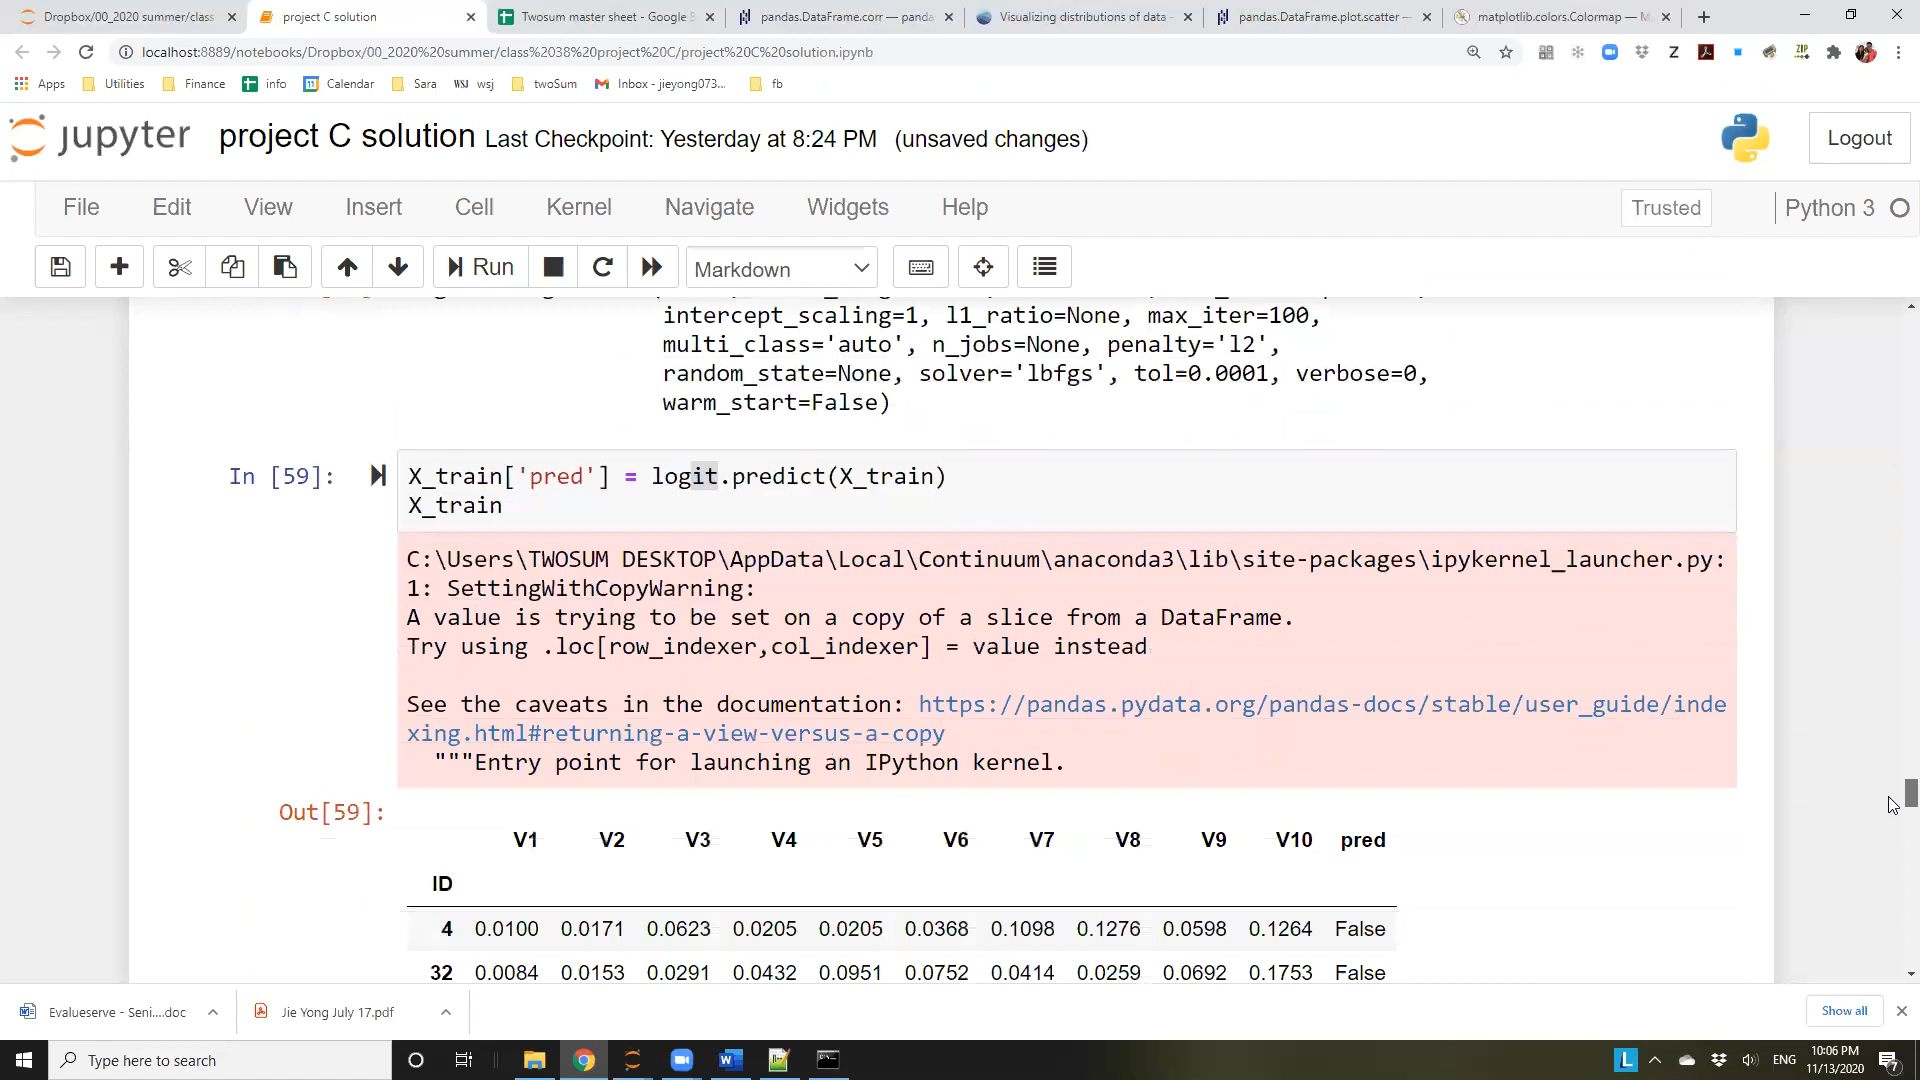 Dropbox/00_2020 summer/class
project C solution
Twosum master sheet - Google S
pandas.DataFrame.corr — panda
Visualizing distributions of data —
pandas.DataFrame.plot.scatter —
matplotlib.colors.Colormap — M
localhost:8889/notebooks/Dropbox/00_2020%20summer/class%2038%20project%20C/project%20C%20solution.ipynb
Apps
Utilities
Finance
info
Calendar
Sara
WSJ wsj
twoSum
Inbox - jieyong073...
fb
jupyter project C solution Last Checkpoint: Yesterday at 8:24 PM (unsaved changes)
Logout
File Edit View Insert Cell Kernel Navigate Widgets Help
Trusted
Python 3
Run
Markdown
intercept_scaling=1, l1_ratio=None, max_iter=100,
multi_class='auto', n_jobs=None, penalty='l2',
random_state=None, solver='lbfgs', tol=0.0001, verbose=0,
warm_start=False)
In [59]:
X_train['pred'] = logit.predict(X_train)
X_train
C:\Users\TWOSUM DESKTOP\AppData\Local\Continuum\anaconda3\lib\site-packages\ipykernel_launcher.py:
1: SettingWithCopyWarning:
A value is trying to be set on a copy of a slice from a DataFrame.
Try using .loc[row_indexer,col_indexer] = value instead
See the caveats in the documentation: https://pandas.pydata.org/pandas-docs/stable/user_guide/inde
xing.html#returning-a-view-versus-a-copy
"""Entry point for launching an IPython kernel.
Out[59]:
V1 V2 V3 V4 V5 V6 V7 V8 V9 V10 pred
ID
4 0.0100 0.0171 0.0623 0.0205 0.0205 0.0368 0.1098 0.1276 0.0598 0.1264 False
32 0.0084 0.0153 0.0291 0.0432 0.0951 0.0752 0.0414 0.0259 0.0692 0.1753 False
Evalueserve - Seni....doc
Jie Yong July 17.pdf
Show all
Type here to search
ENG
10:06 PM
11/13/2020